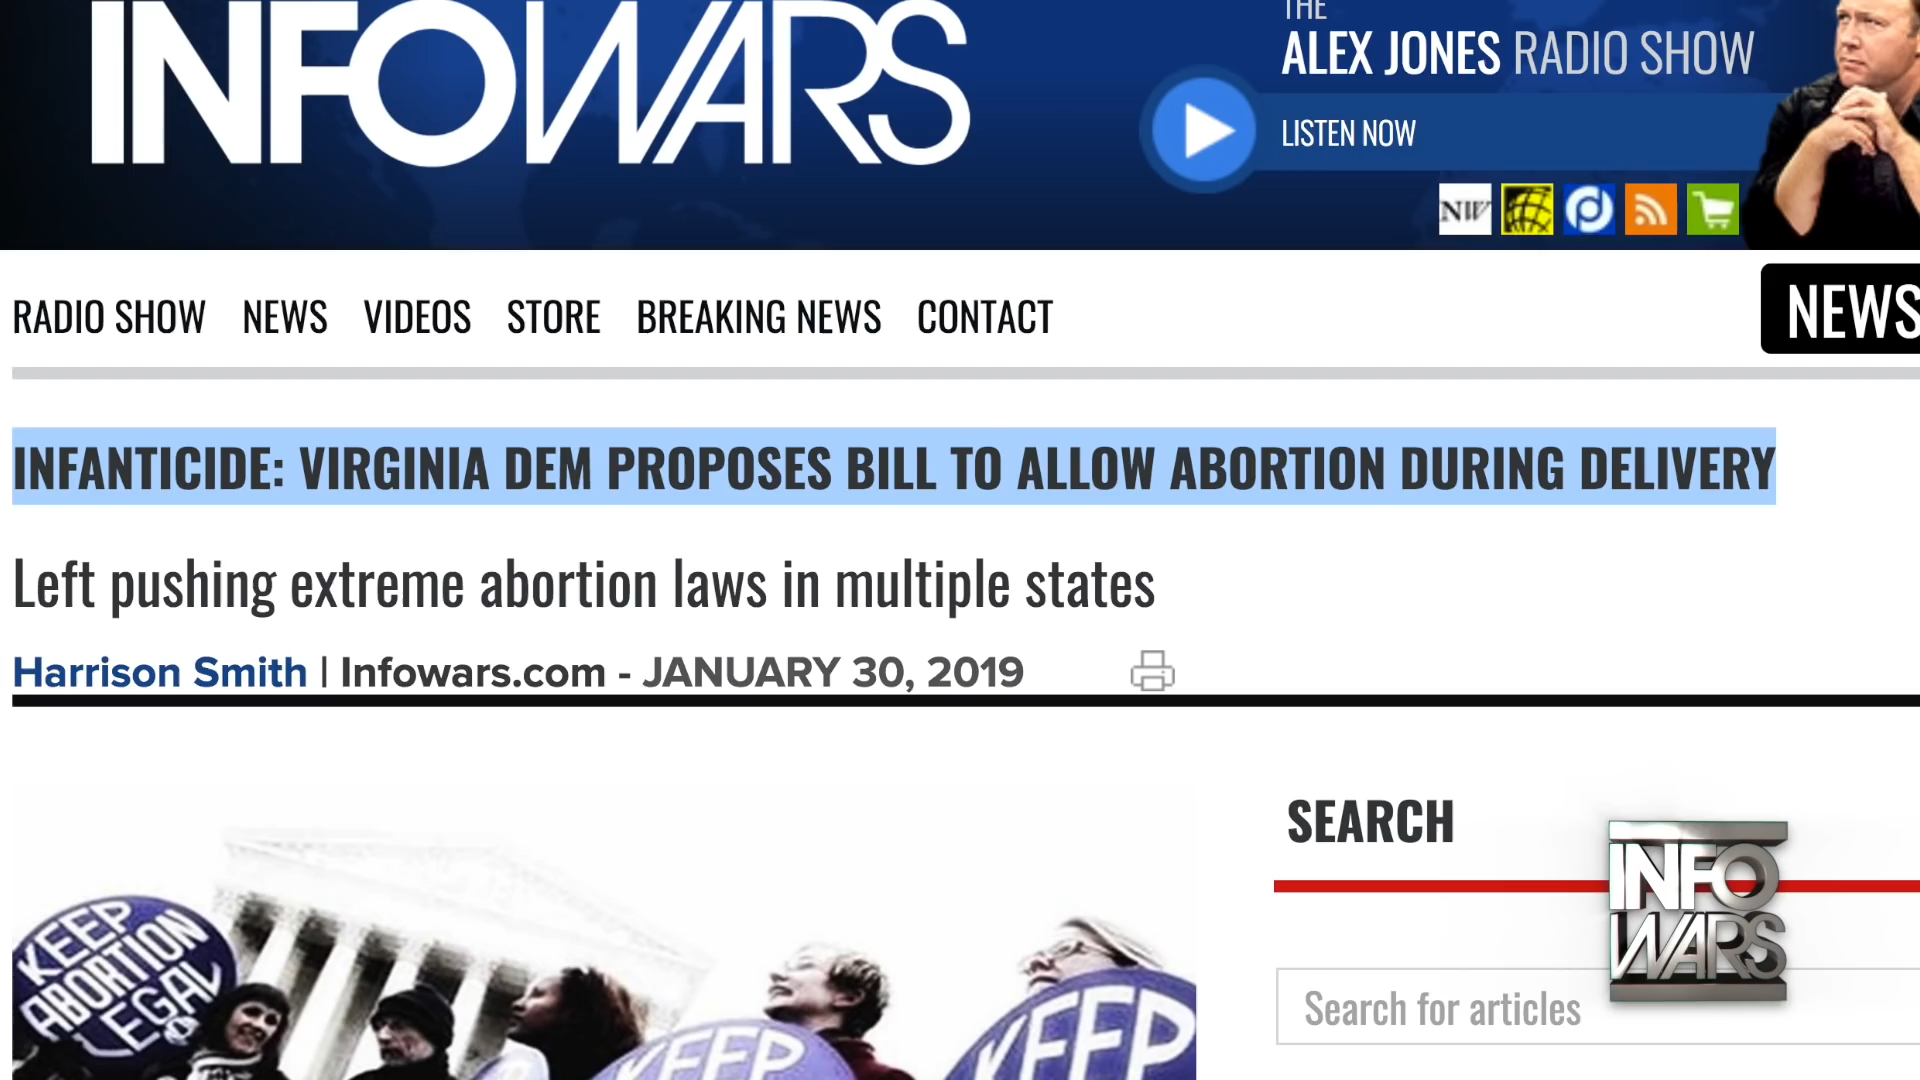 INFOWARS
THE
ALEX JONES RADIO SHOW
LISTEN NOW
NW
RADIO SHOW NEWS VIDEOS STORE BREAKING NEWS CONTACT
NEWS
INFANTICIDE: VIRGINIA DEM PROPOSES BILL TO ALLOW ABORTION DURING DELIVERY
Left pushing extreme abortion laws in multiple states
Harrison Smith | Infowars.com - JANUARY 30, 2019
SEARCH
INFO
WARS
Search for articles
KEEP
ABORTION
LEGAL
KEEP
KEEP